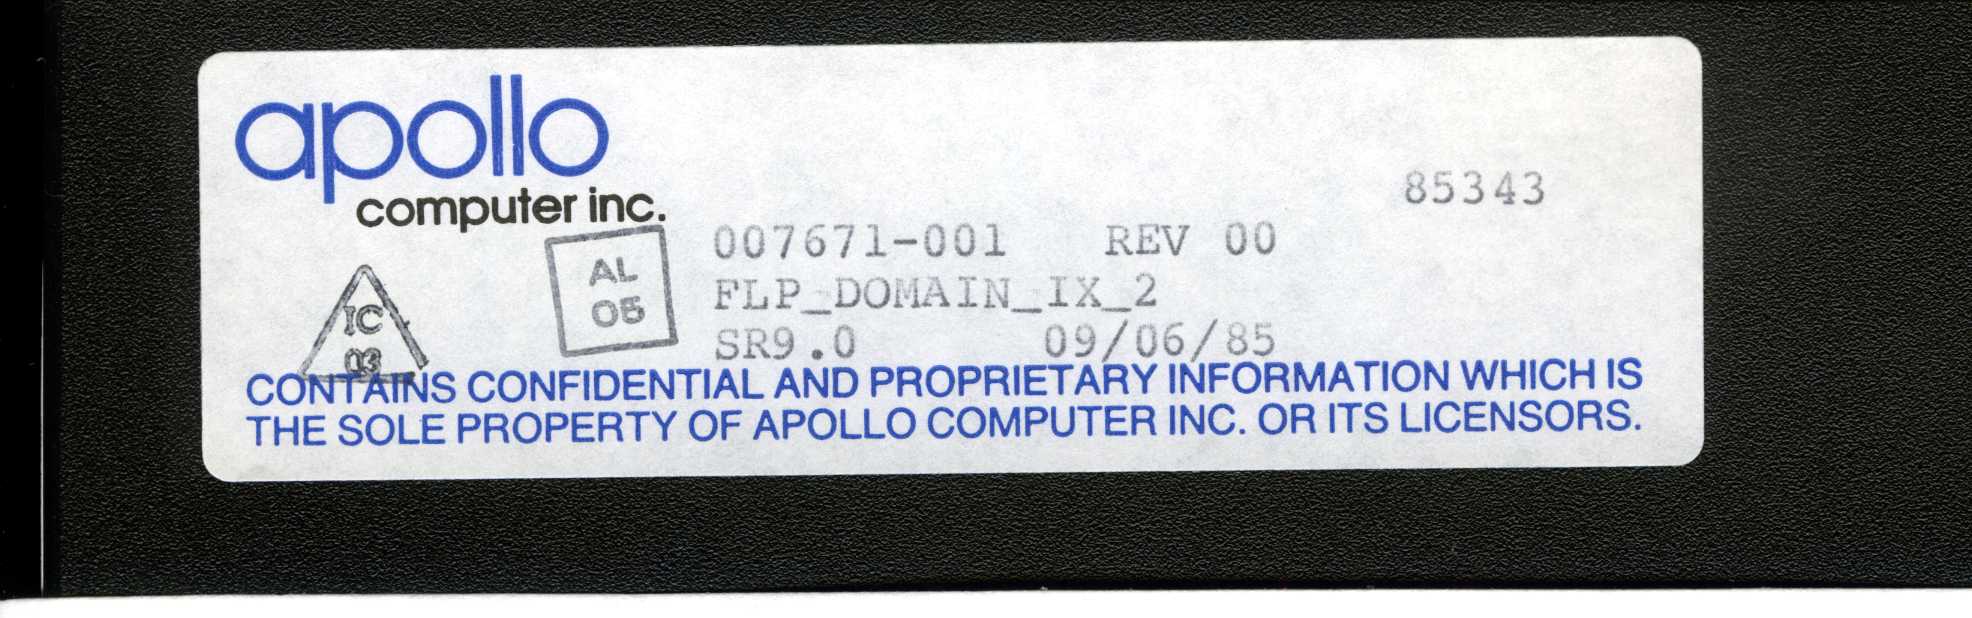 apollo
computer inc.
85343
007671-001 REV 00
FLP_DOMAIN_IX_2
SR9.0 09/06/85
AL
05
IC
03
CONTAINS CONFIDENTIAL AND PROPRIETARY INFORMATION WHICH IS
THE SOLE PROPERTY OF APOLLO COMPUTER INC. OR ITS LICENSORS.